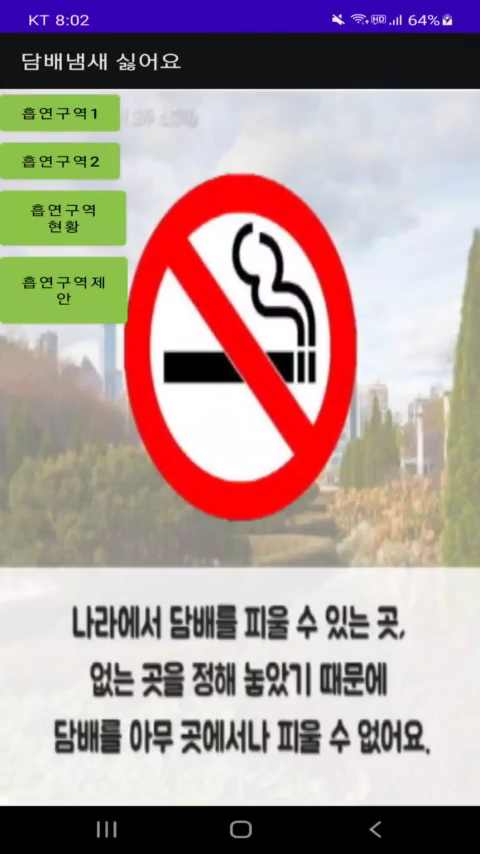 KT 8:02
HD 64%
담배냄새 싫어요
흡연구역1
흡연구역2
흡연구역
현황
흡연구역제
안
나라에서 담배를 피울 수 있는 곳,
없는 곳을 정해 놓았기 때문에
담배를 아무 곳에서나 피울 수 없어요.